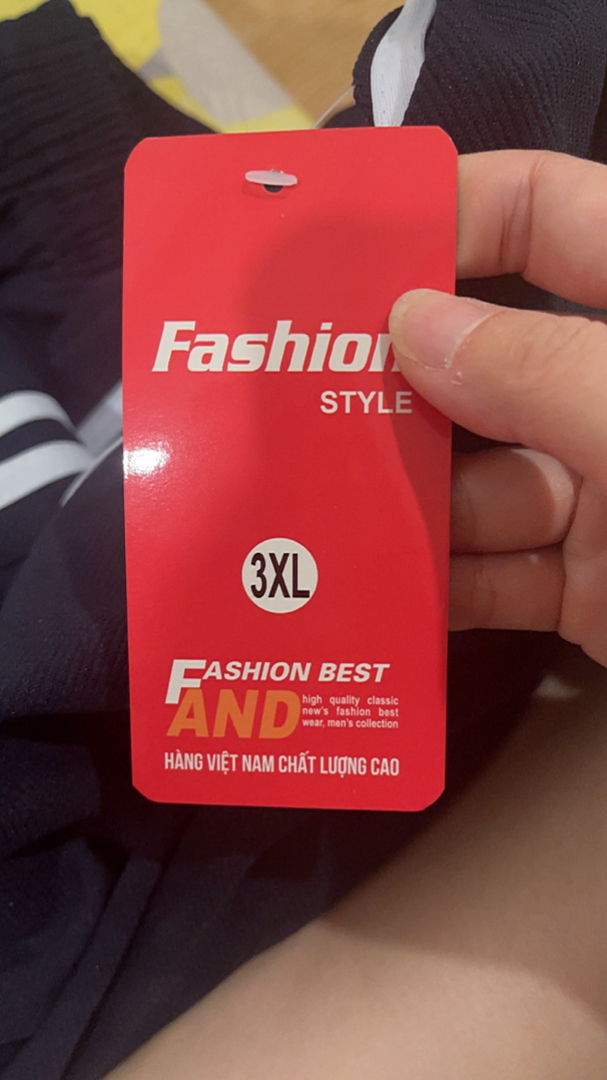 Fashion
STYLE
3XL
FASHION BEST
AND
high quality classic
new's fashion best
wear, men's collection
HÀNG VIỆT NAM CHẤT LƯỢNG CAO